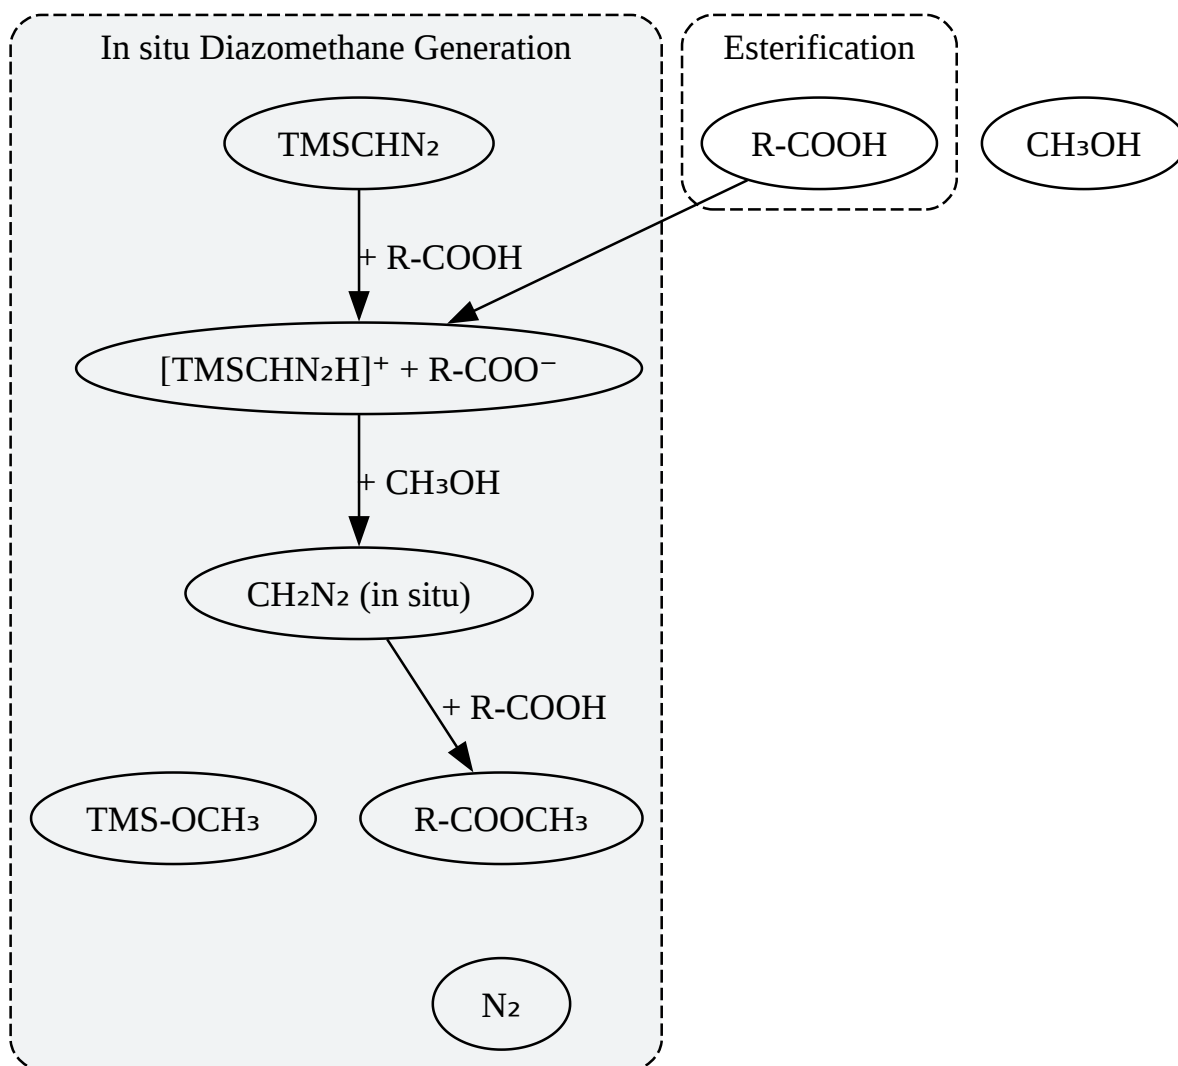 In situ Diazomethane Generation
Esterification
TMSCHN₂
R-COOH
CH₃OH
+ R-COOH
[TMSCHN₂H]⁺ + R-COO⁻
+ CH₃OH
CH₂N₂ (in situ)
+ R-COOH
TMS-OCH₃
R-COOCH₃
N₂